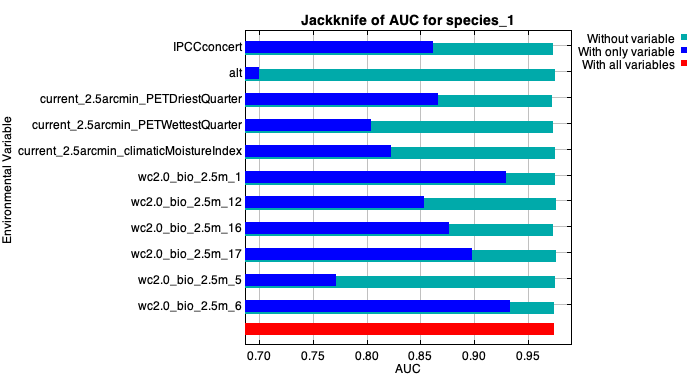 Jackknife of AUC for species_1
Without variable
With only variable
With all variables
Environmental Variable
IPCCconcert
alt
current_2.5arcmin_PETDriestQuarter
current_2.5arcmin_PETWettestQuarter
current_2.5arcmin_climaticMoistureIndex
wc2.0_bio_2.5m_1
wc2.0_bio_2.5m_12
wc2.0_bio_2.5m_16
wc2.0_bio_2.5m_17
wc2.0_bio_2.5m_5
wc2.0_bio_2.5m_6
0.70 0.75 0.80 0.85 0.90 0.95
AUC